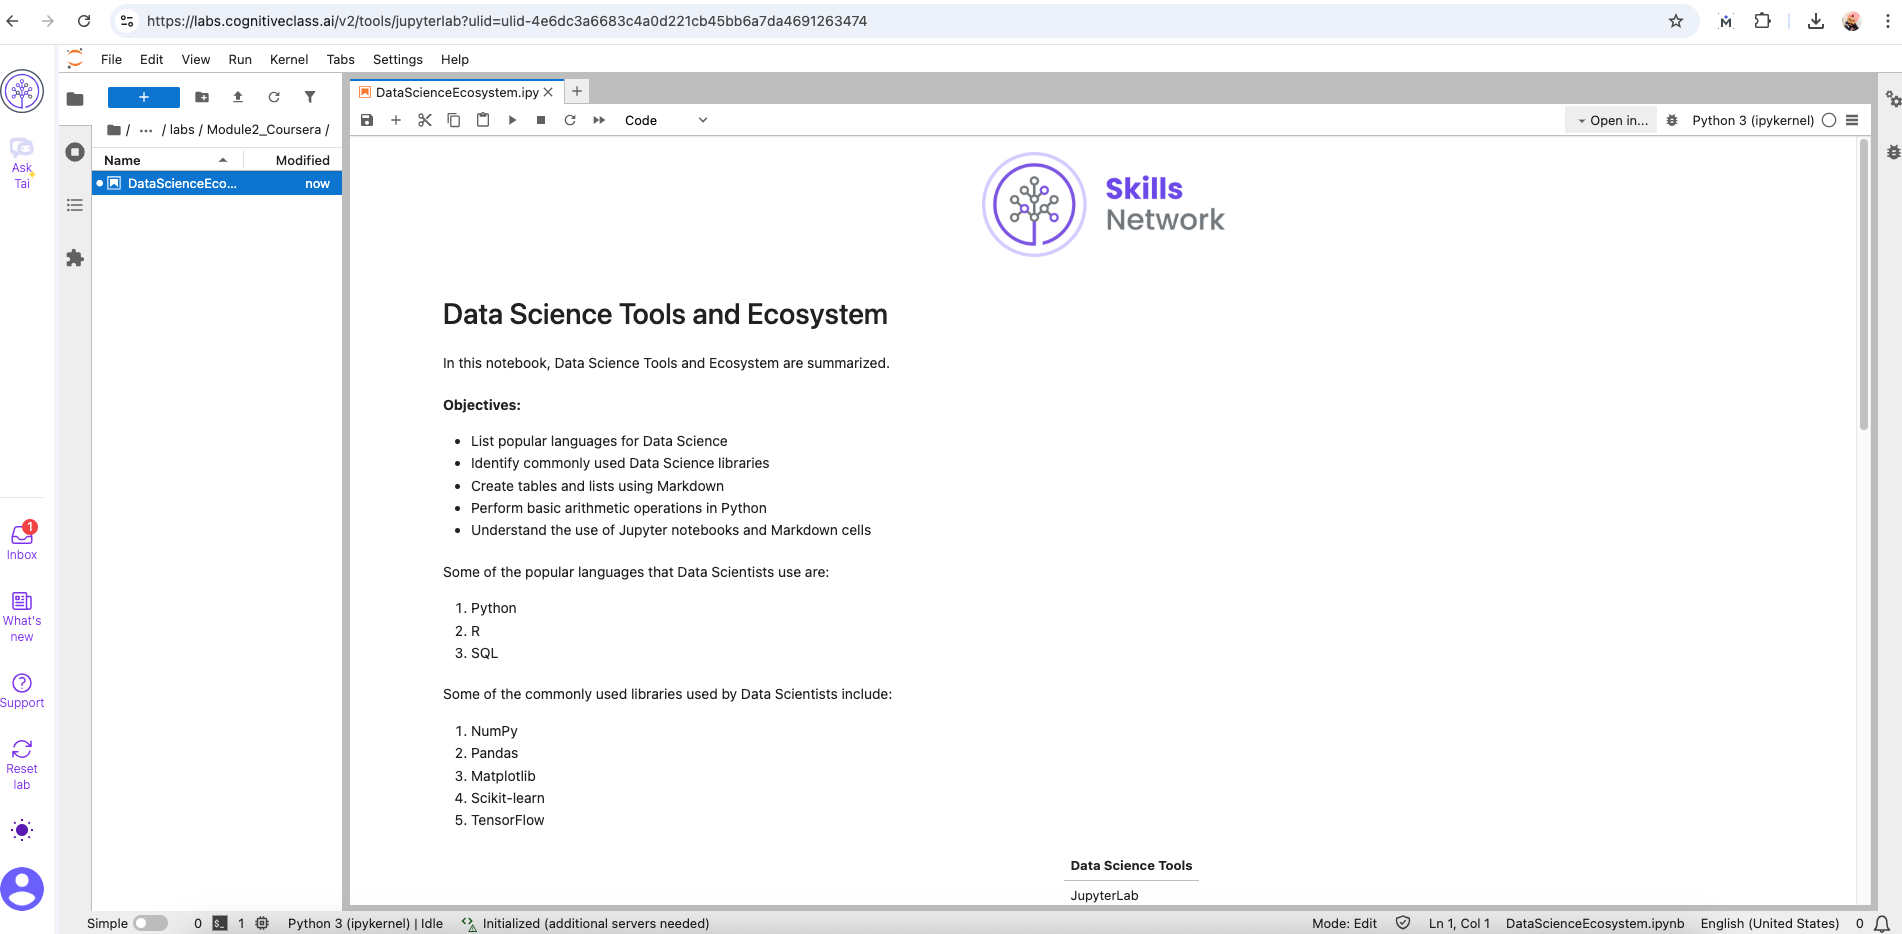 https://labs.cognitiveclass.ai/v2/tools/jupyterlab?ulid=ulid-4e6dc3a6683c4a0d221cb45bb6a7da4691263474
File Edit View Run Kernel Tabs Settings Help
DataScienceEcosystem.ipy
/ ... / labs / Module2_Coursera /
Code
Open in...
Python 3 (ipykernel)
Name Modified
DataScienceEco... now
Ask
Tai
Skills
Network
Data Science Tools and Ecosystem
In this notebook, Data Science Tools and Ecosystem are summarized.
Objectives:
• List popular languages for Data Science
• Identify commonly used Data Science libraries
• Create tables and lists using Markdown
• Perform basic arithmetic operations in Python
• Understand the use of Jupyter notebooks and Markdown cells
Some of the popular languages that Data Scientists use are:
1. Python
2. R
3. SQL
Some of the commonly used libraries used by Data Scientists include:
1. NumPy
2. Pandas
3. Matplotlib
4. Scikit-learn
5. TensorFlow
Data Science Tools
JupyterLab
1
Inbox
What's
new
Support
Reset
lab
Simple 0 1 Python 3 (ipykernel) | Idle Initialized (additional servers needed) Mode: Edit Ln 1, Col 1 DataScienceEcosystem.ipynb English (United States) 0